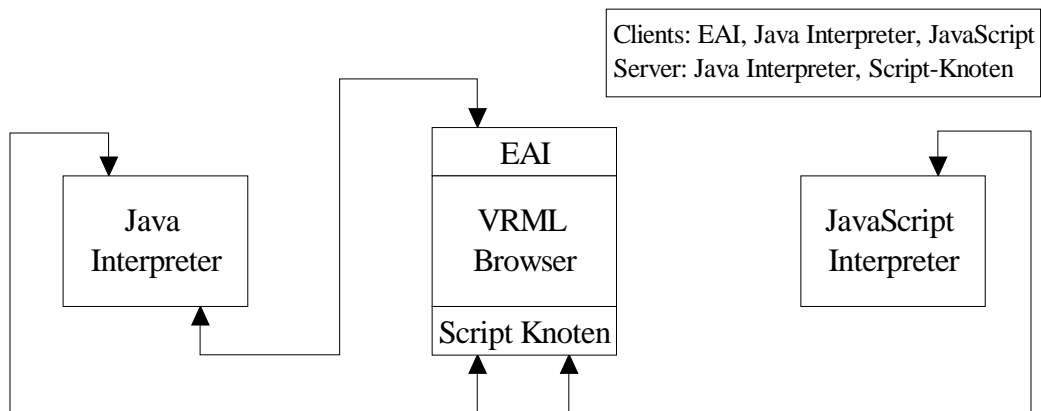 Clients: EAI, Java Interpreter, JavaScript
Server: Java Interpreter, Script-Knoten
EAI
Java
Interpreter
VRML
Browser
JavaScript
Interpreter
Script Knoten